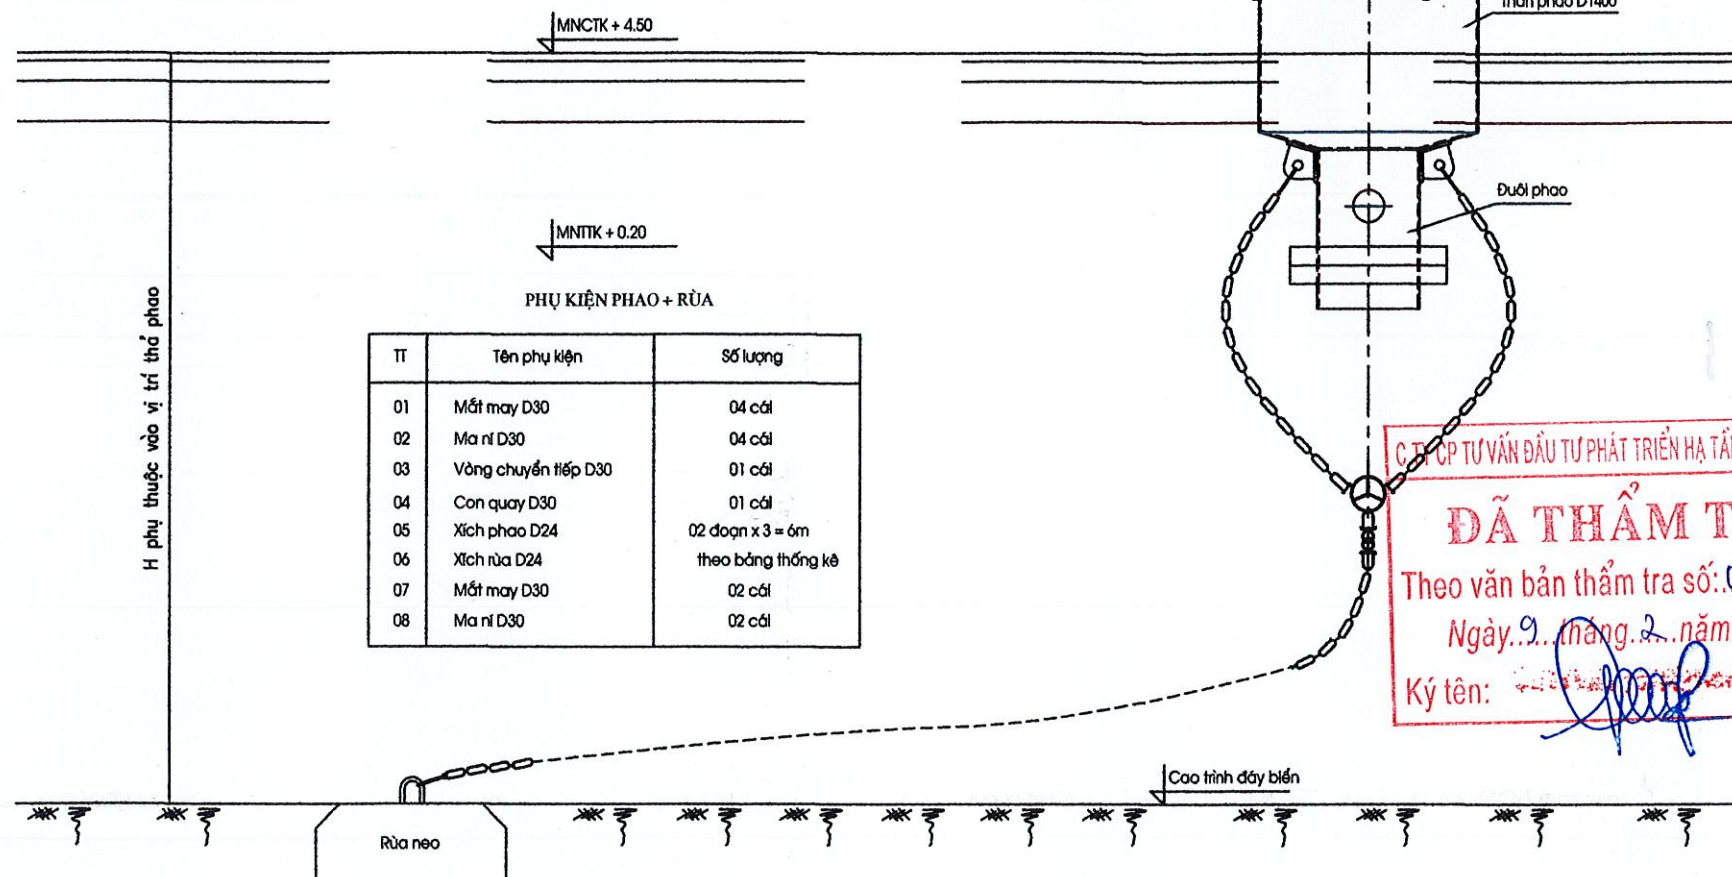 Thân phao D1400
MNCTK + 4.50
Đuôi phao
MNTTK + 0.20
H phụ thuộc vào vị trí thả phao
PHỤ KIỆN PHAO + RÙA
TT Tên phụ kiện Số lượng
01 Mắt may D30 04 cái
02 Ma ní D30 04 cái
03 Vòng chuyển tiếp D30 01 cái
04 Con quay D30 01 cái
05 Xích phao D24 02 đoạn x 3 = 6m
06 Xích rùa D24 theo bảng thống kê
07 Mắt may D30 02 cái
08 Ma ní D30 02 cái
C.TY CP TƯ VẤN ĐẦU TƯ PHÁT TRIỂN HẠ TẦ
ĐÃ THẨM T
Theo văn bản thẩm tra số:.
Ngày..9...tháng..2....năm
Ký tên:
Cao trình đáy biển
Rùa neo